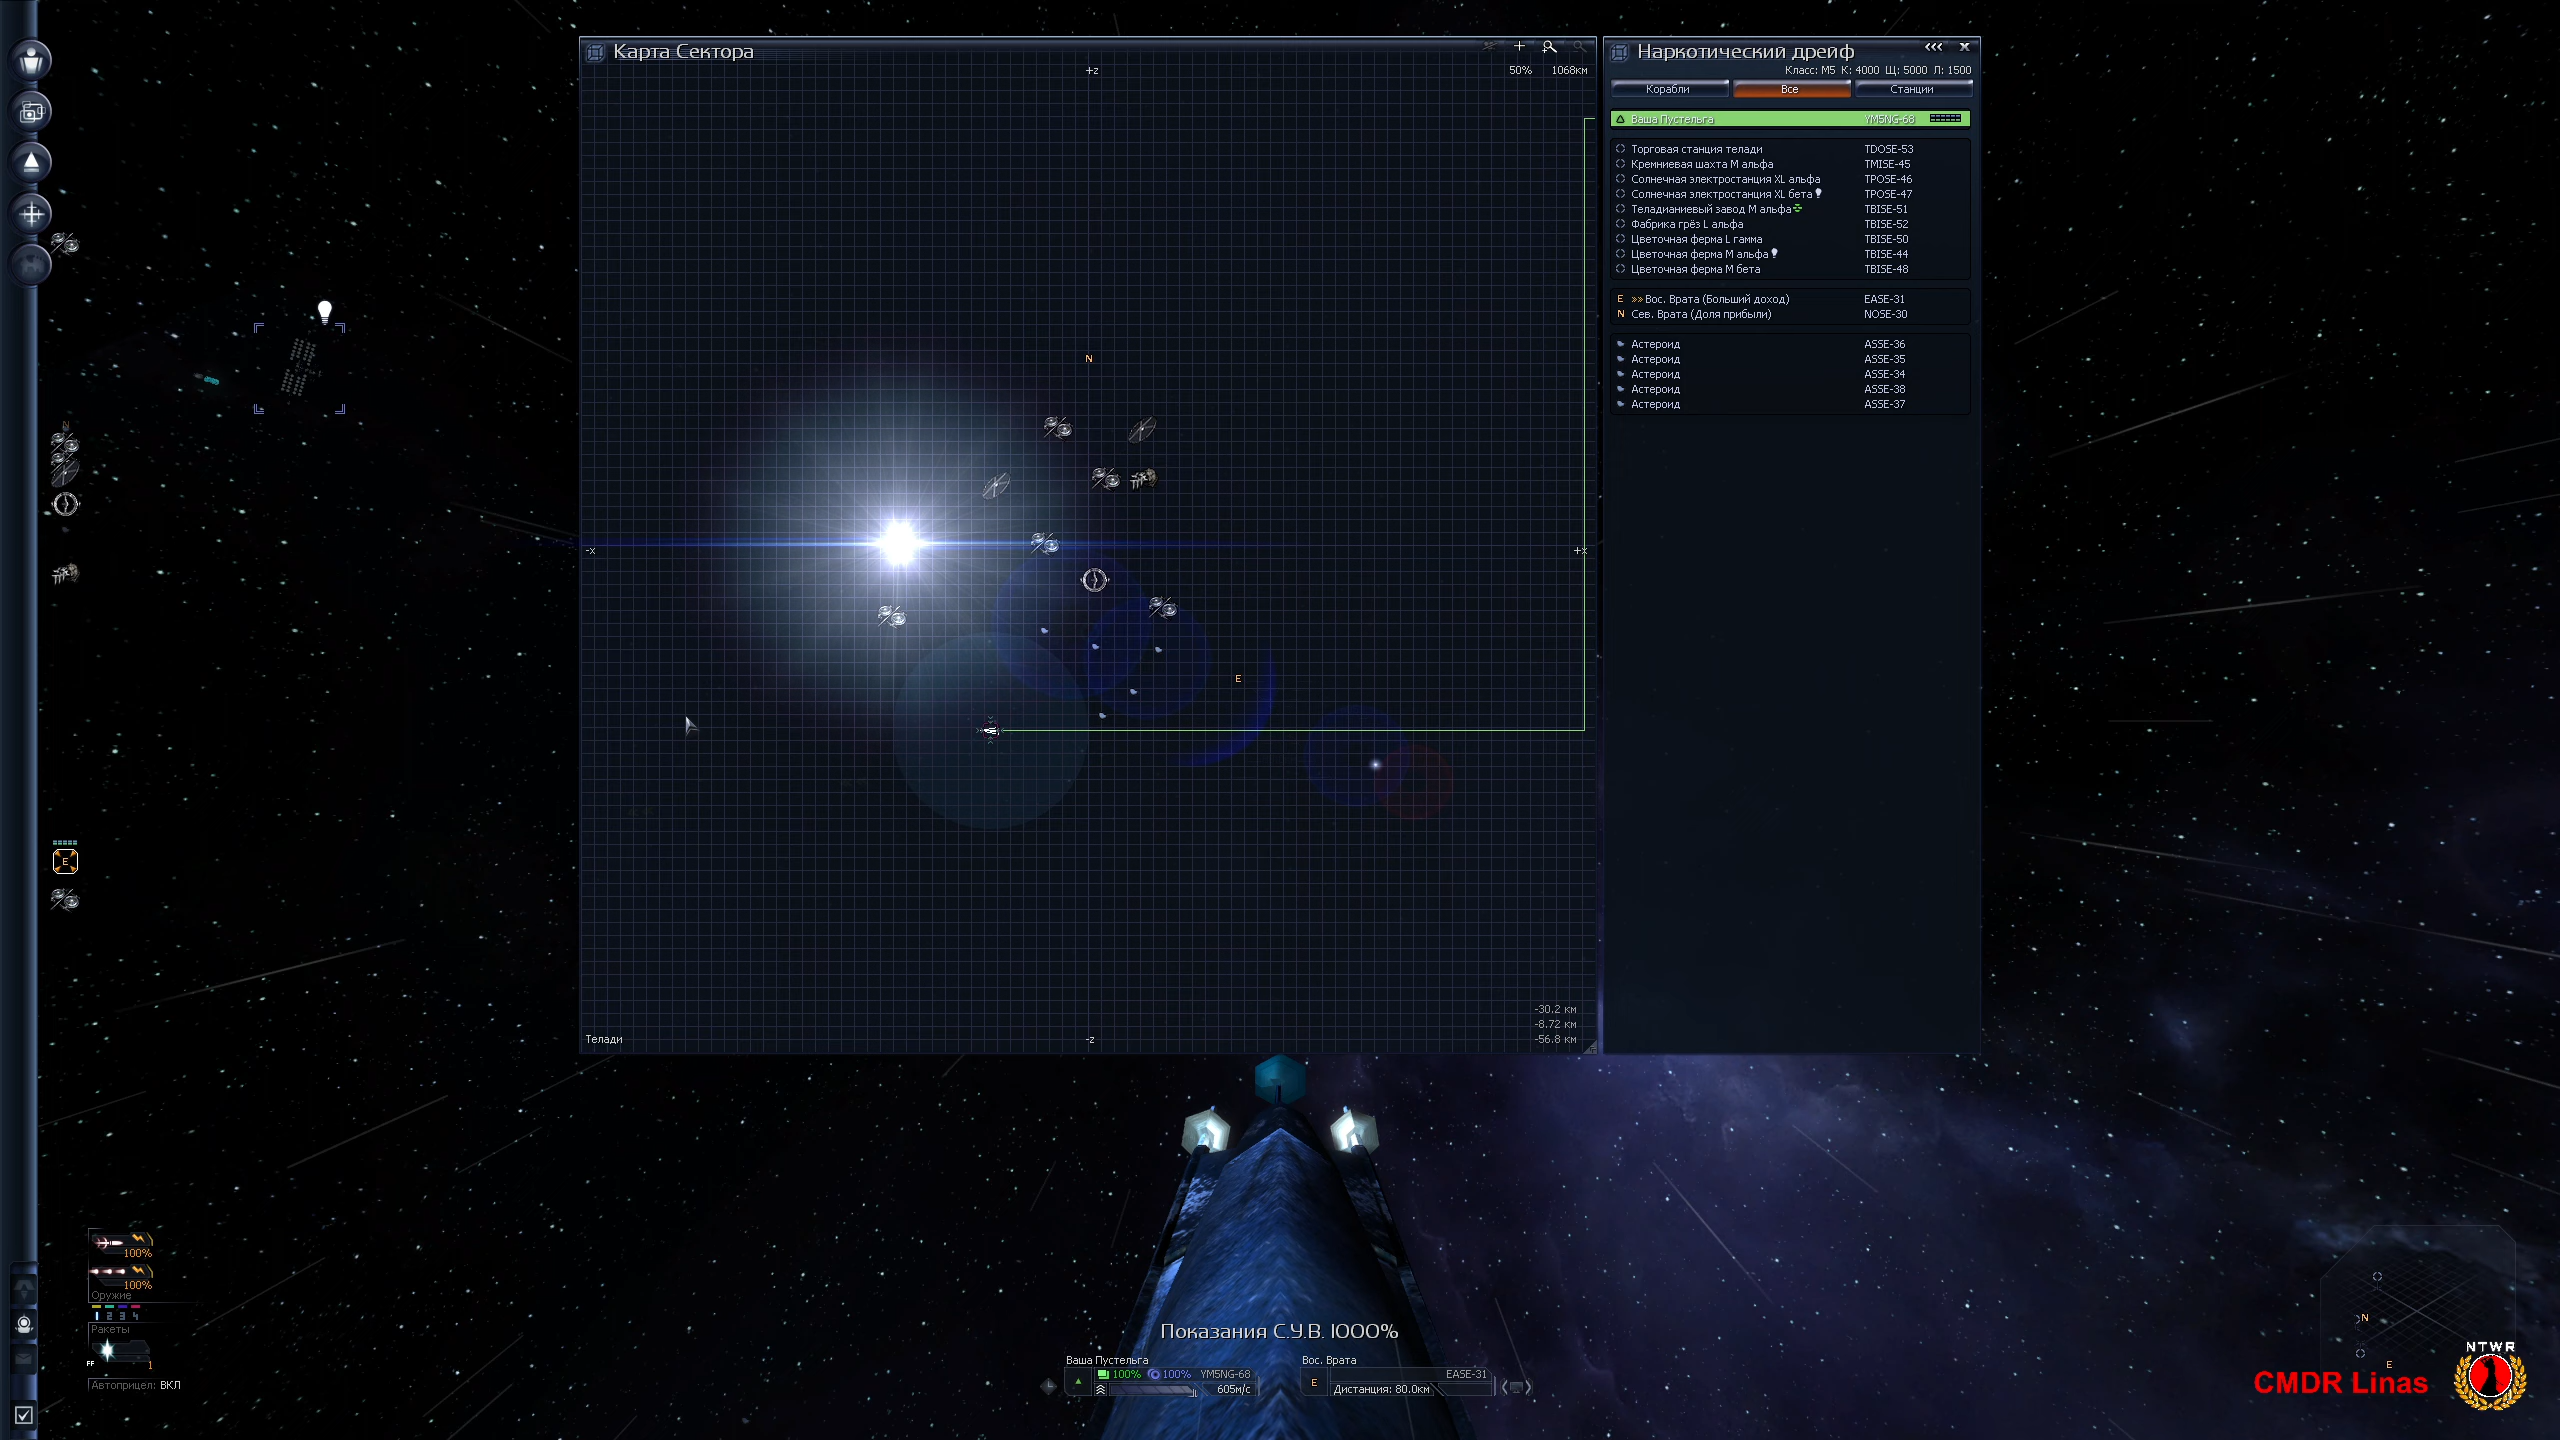 Карта Сектора
50% 1068км
+z
N
-x
+x
E
-30.2 км
-8.72 км
-56.8 км
Телади
-z
Наркотический дрейф
Класс: M5 К: 4000 Щ: 5000 Л: 1500
Корабли Все Станции
Ваша Пустельга YM5NG-68
Торговая станция телади TDOSE-53
Кремниевая шахта M альфа TMISE-45
Солнечная электростанция XL альфа TPOSE-46
Солнечная электростанция XL бета TPOSE-47
Теладианиевый завод M альфа TBISE-51
Фабрика грёз L альфа TBISE-52
Цветочная ферма L гамма TBISE-50
Цветочная ферма M альфа TBISE-44
Цветочная ферма M бета TBISE-48
E »Вос. Врата (Больший доход) EASE-31
N Сев. Врата (Доля прибыли) NOSE-30
Астероид ASSE-36
Астероид ASSE-35
Астероид ASSE-34
Астероид ASSE-38
Астероид ASSE-37
N
E
100%
100%
Оружие
1 2 3 4
Ракеты
FF 1
Автоприцел: ВКЛ
Показания С.У.В. 1000%
Ваша Пустельга
100% 100% YM5NG-68
605м/с
Вос. Врата
E EASE-31
Дистанция: 80.0км
N
E
NTWR
CMDR Linas